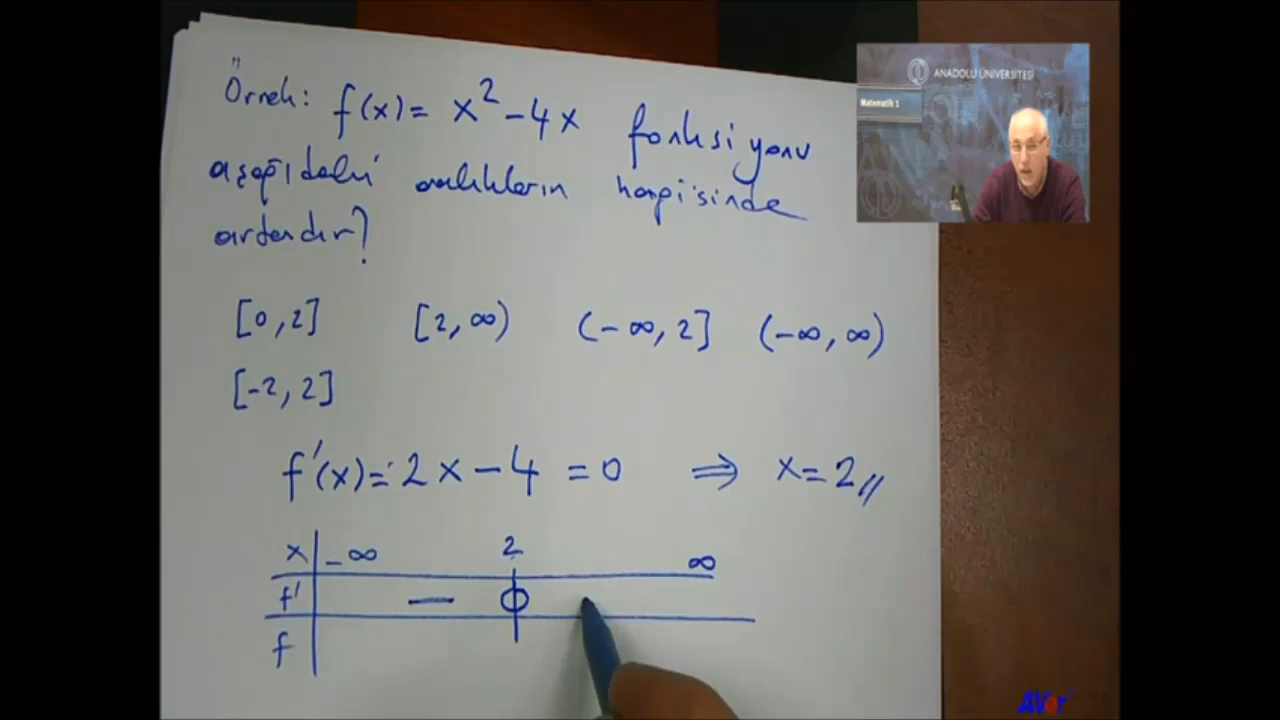 Örnek: f(x) = x² - 4x fonksiyonu
aşağıdaki aralıkların hangisinde
artandır?
[0, 2] [2, ∞) (-∞, 2] (-∞, ∞)
[-2, 2]
f'(x) = 2x - 4 = 0 ⇒ x = 2 //
x -∞ 2 ∞
f' — 0
f
ANADOLU ÜNİVERSİTESİ
Matematik 1
AVer